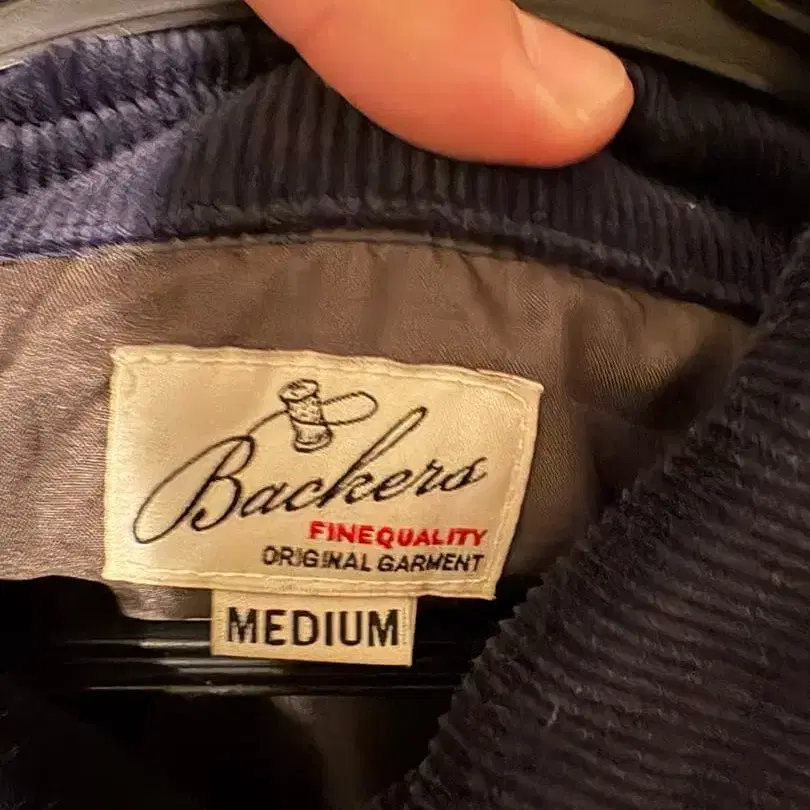 Backers
FINEQUALITY
ORIGINAL GARMENT
MEDIUM